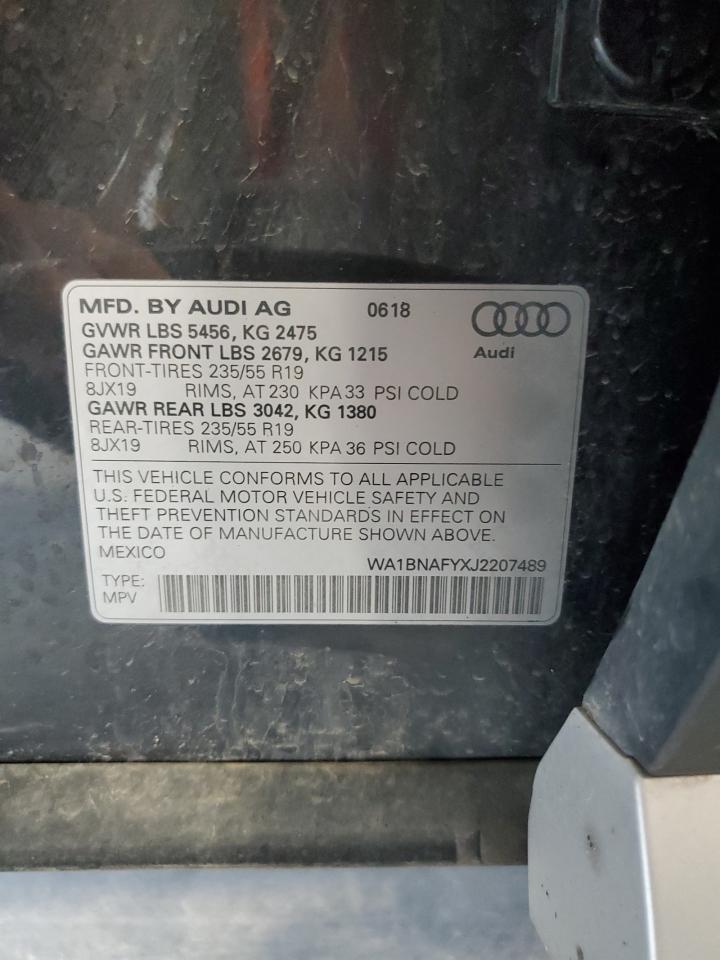 MFD. BY AUDI AG 0618
GVWR LBS 5456, KG 2475
GAWR FRONT LBS 2679, KG 1215
Audi
FRONT-TIRES 235/55 R19
8JX19 RIMS, AT 230 KPA 33 PSI COLD
GAWR REAR LBS 3042, KG 1380
REAR-TIRES 235/55 R19
8JX19 RIMS, AT 250 KPA 36 PSI COLD
THIS VEHICLE CONFORMS TO ALL APPLICABLE
U.S. FEDERAL MOTOR VEHICLE SAFETY AND
THEFT PREVENTION STANDARDS IN EFFECT ON
THE DATE OF MANUFACTURE SHOWN ABOVE.
MEXICO
WA1BNAFYXJ2207489
TYPE:
MPV